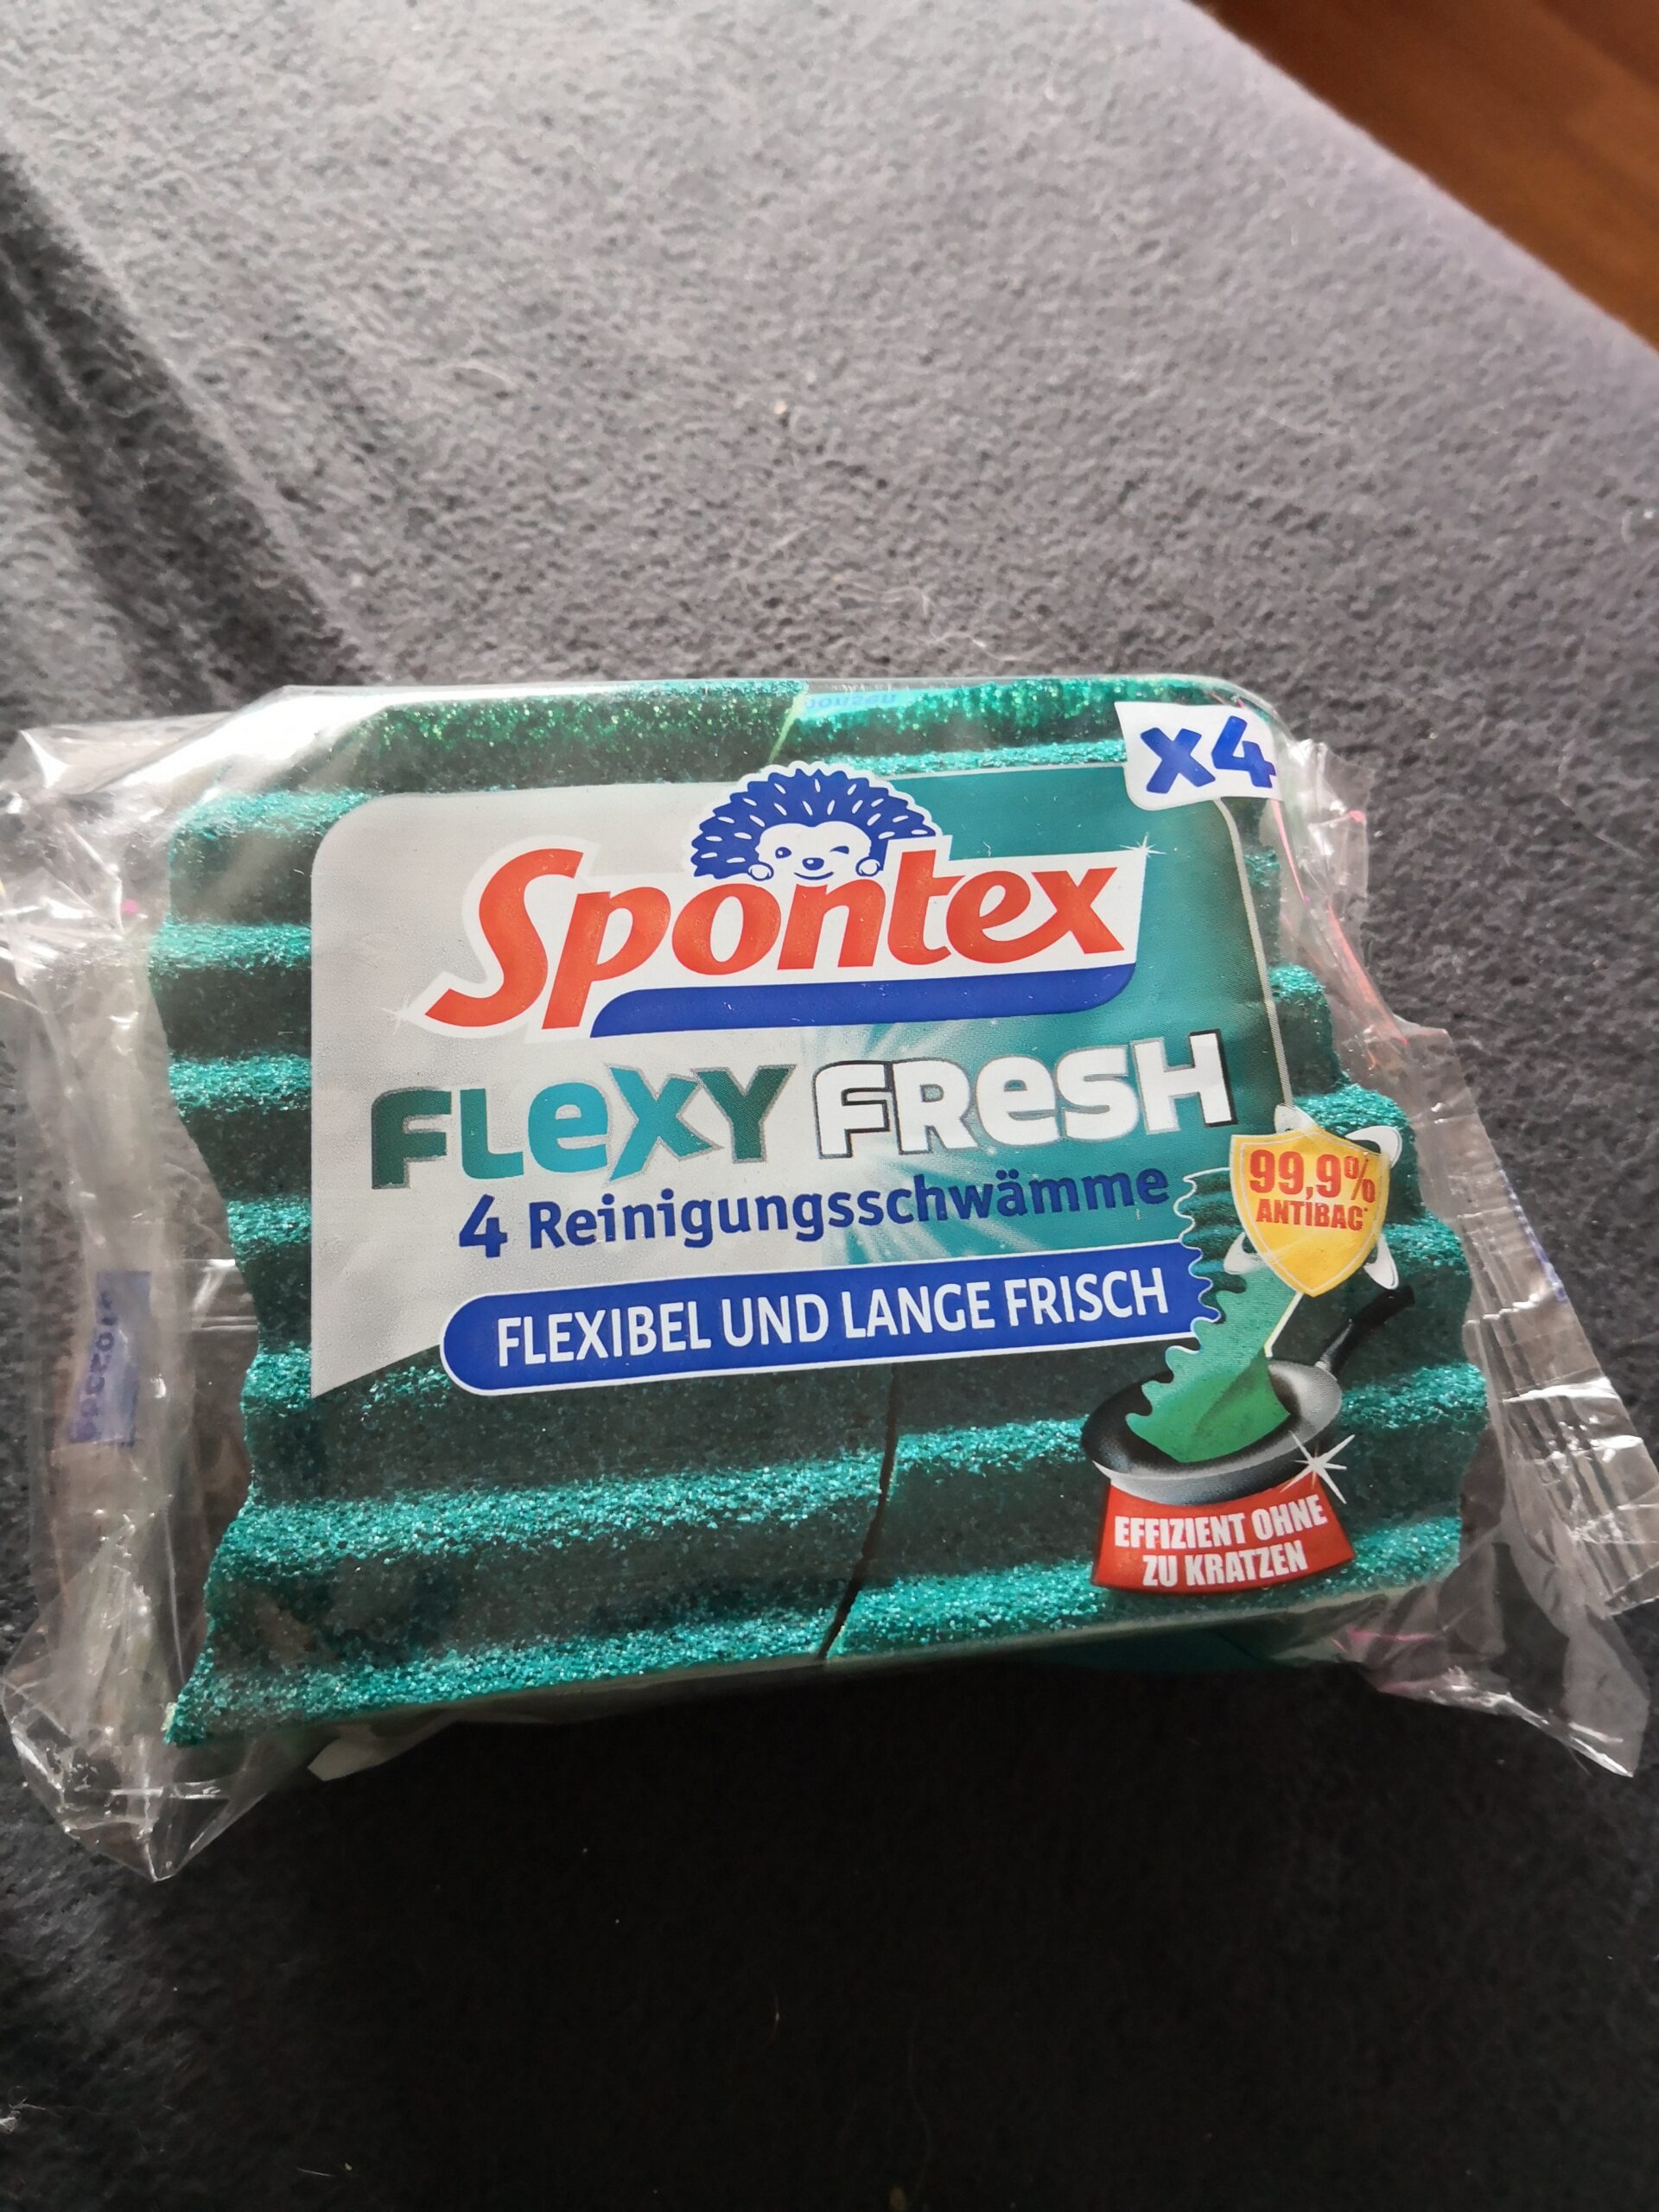 x4
Spontex
FLeXY FResH
4 Reinigungsschwämme
FLEXIBEL UND LANGE FRISCH
99,9%
ANTIBAC*
EFFIZIENT OHNE
ZU KRATZEN